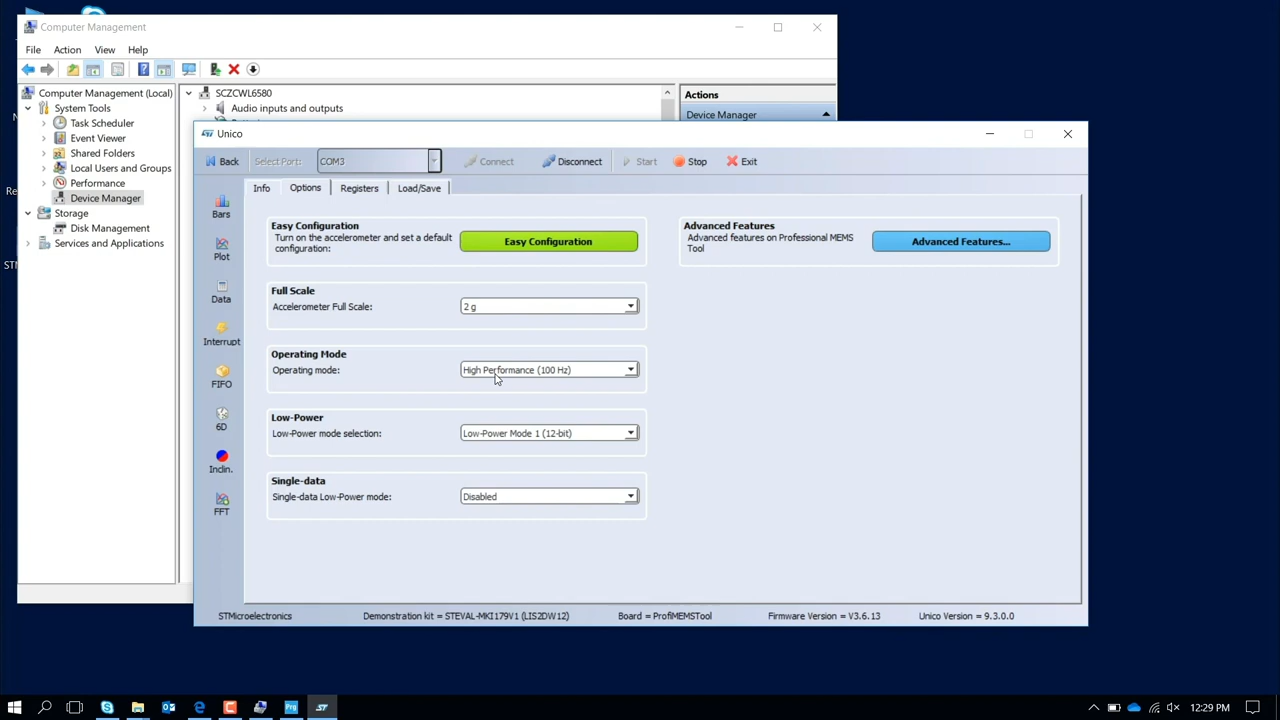 Computer Management
File Action View Help
Computer Management (Local)
System Tools
Task Scheduler
Event Viewer
Shared Folders
Local Users and Groups
Performance
Device Manager
Storage
Disk Management
Services and Applications
SCZCWL6580
Audio inputs and outputs
Actions
Device Manager
Unico
Back Select Port: COM3 Connect Disconnect Start Stop Exit
Info Options Registers Load/Save
Bars
Plot
Data
Interrupt
FIFO
6D
Inclin.
FFT
Easy Configuration
Turn on the accelerometer and set a default
configuration:
Easy Configuration
Advanced Features
Advanced features on Professional MEMS
Tool
Advanced Features...
Full Scale
Accelerometer Full Scale: 2 g
Operating Mode
Operating mode: High Performance (100 Hz)
Low-Power
Low-Power mode selection: Low-Power Mode 1 (12-bit)
Single-data
Single-data Low-Power mode: Disabled
STMicroelectronics Demonstration kit = STEVAL-MKI179V1 (LIS2DW12) Board = ProfiMEMSTool Firmware Version = V3.6.13 Unico Version = 9.3.0.0
12:29 PM